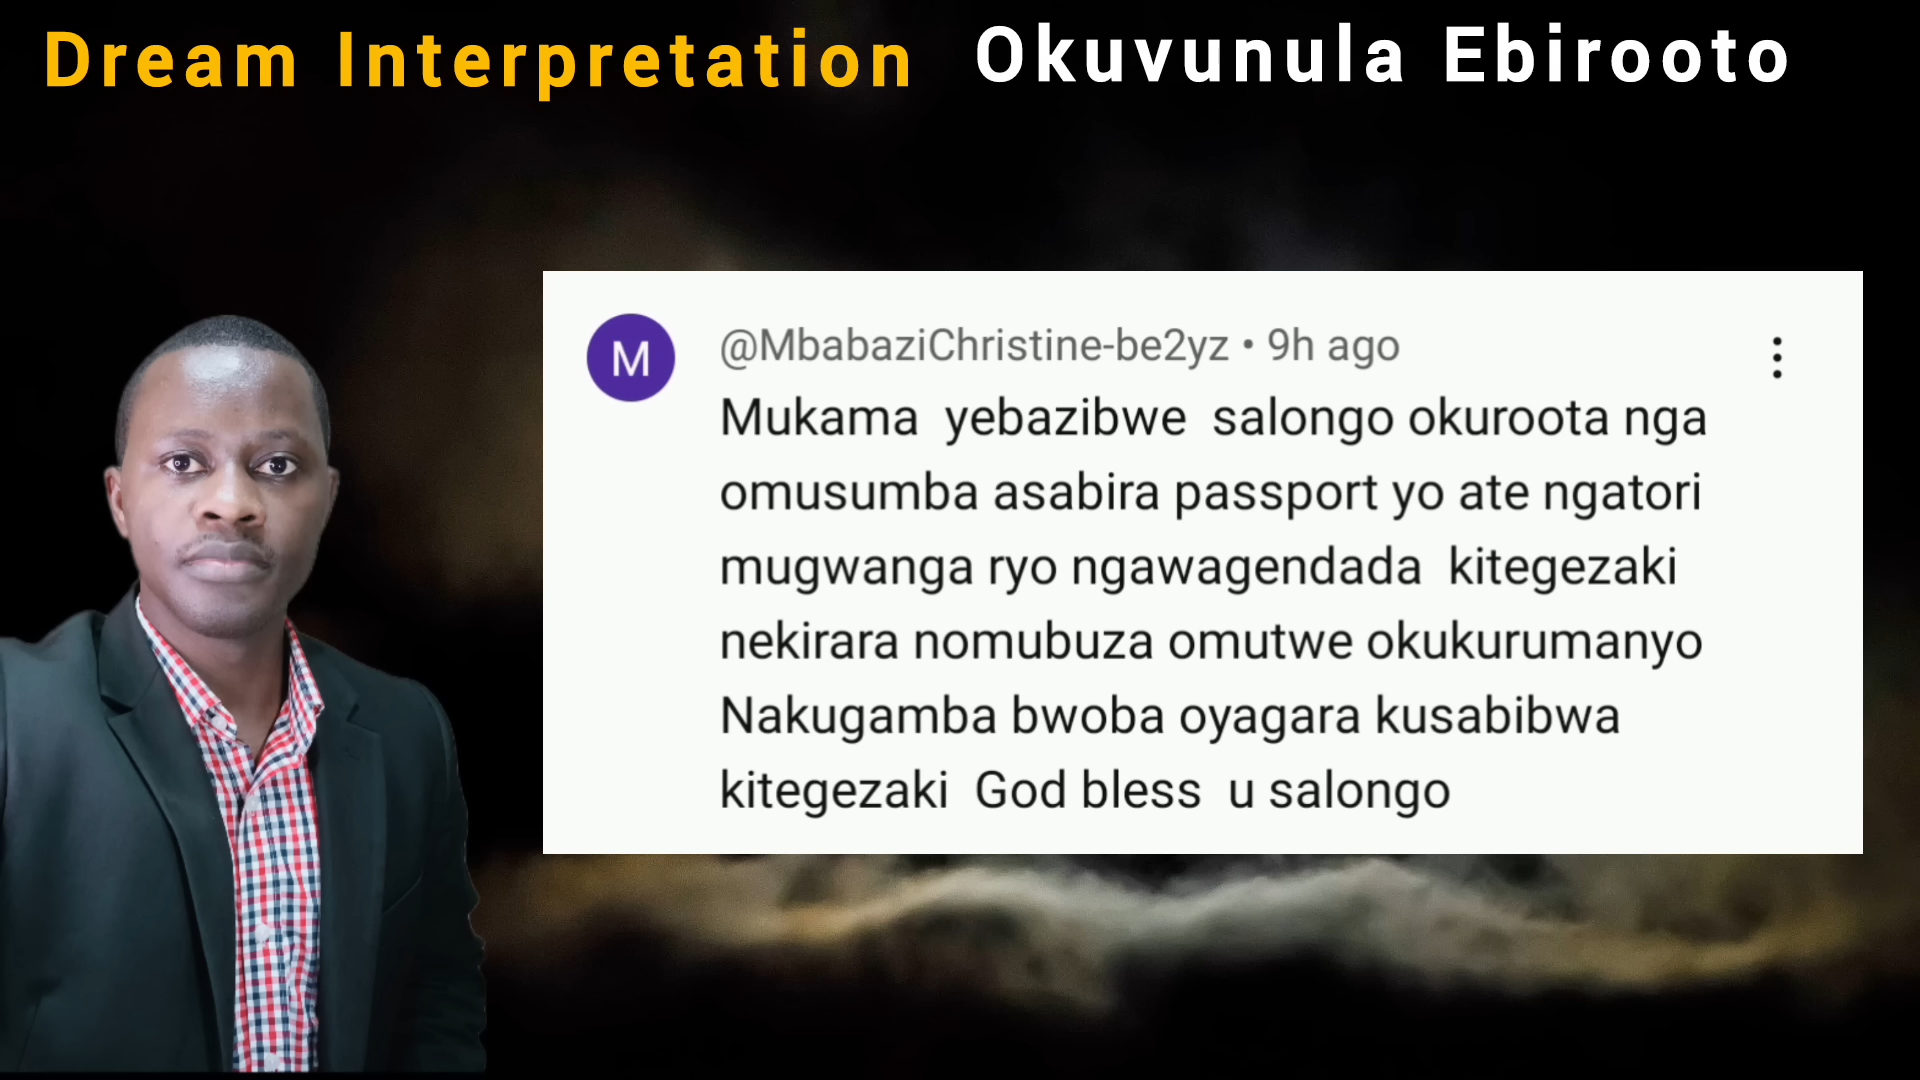 Dream Interpretation Okuvunula Ebirooto
M
@MbabaziChristine-be2yz • 9h ago
Mukama yebazibwe salongo okuroota nga
omusumba asabira passport yo ate ngatori
mugwanga ryo ngawagendada kitegezaki
nekirara nomubuza omutwe okukurumanyo
Nakugamba bwoba oyagara kusabibwa
kitegezaki God bless u salongo